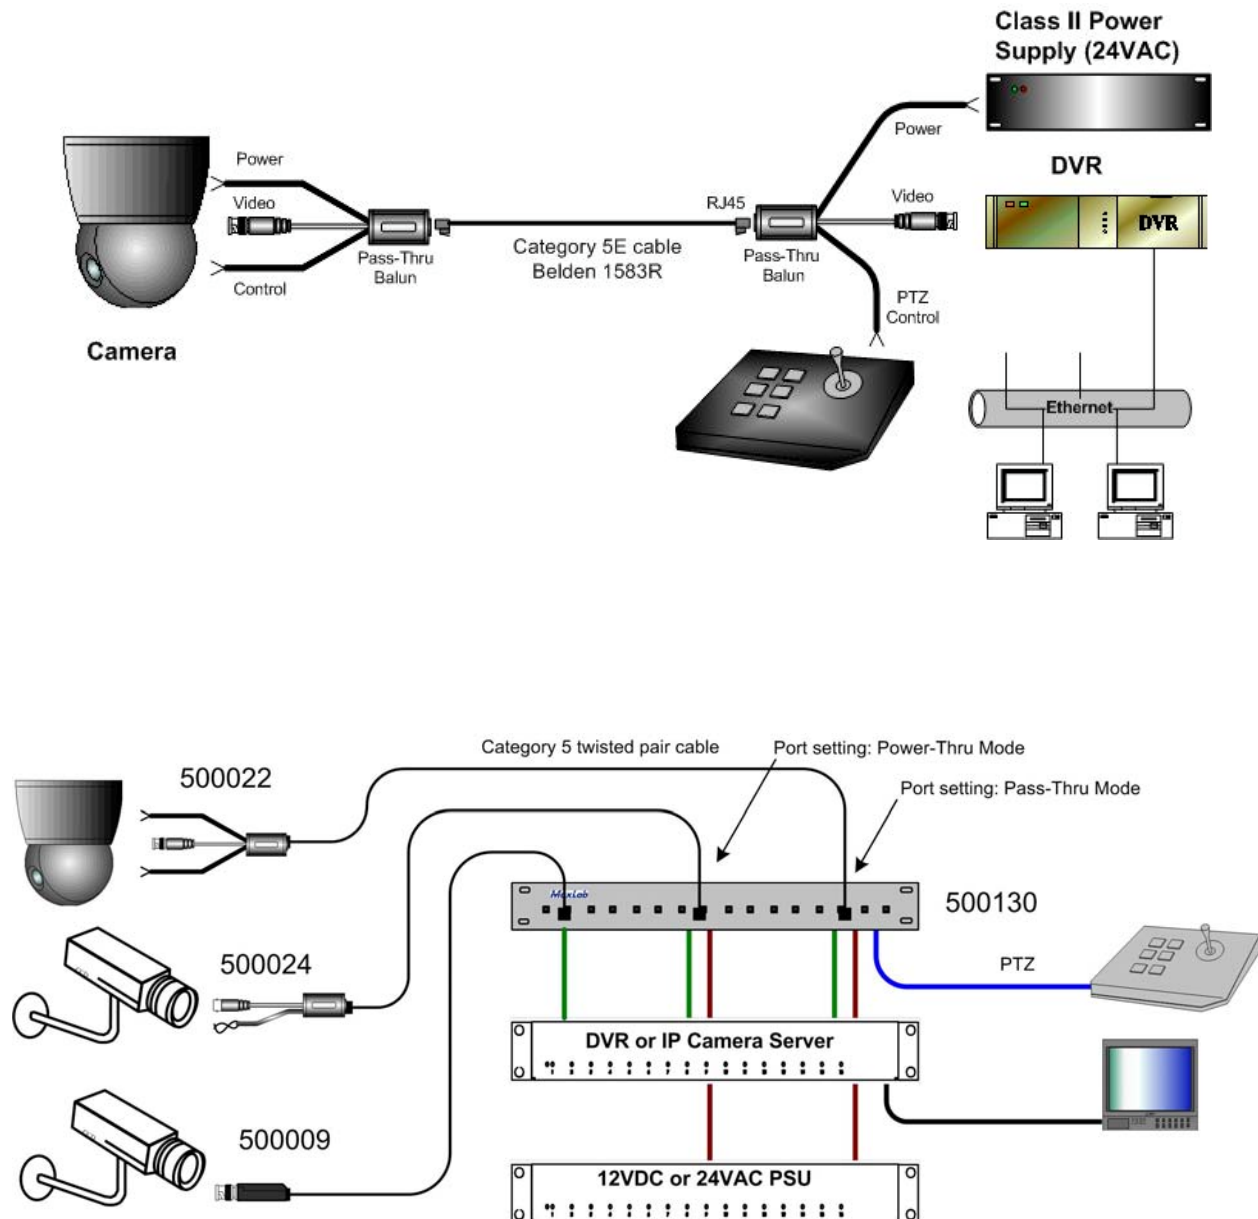 Class II Power
Supply (24VAC)
Power
DVR
Power
Video
RJ45
Video
DVR
Category 5E cable
Belden 1583R
Pass-Thru
Balun
Pass-Thru
Balun
Control
PTZ
Control
Camera
Ethernet
Category 5 twisted pair cable
Port setting: Power-Thru Mode
500022
Port setting: Pass-Thru Mode
MuxLab
500130
500024
PTZ
DVR or IP Camera Server
500009
12VDC or 24VAC PSU